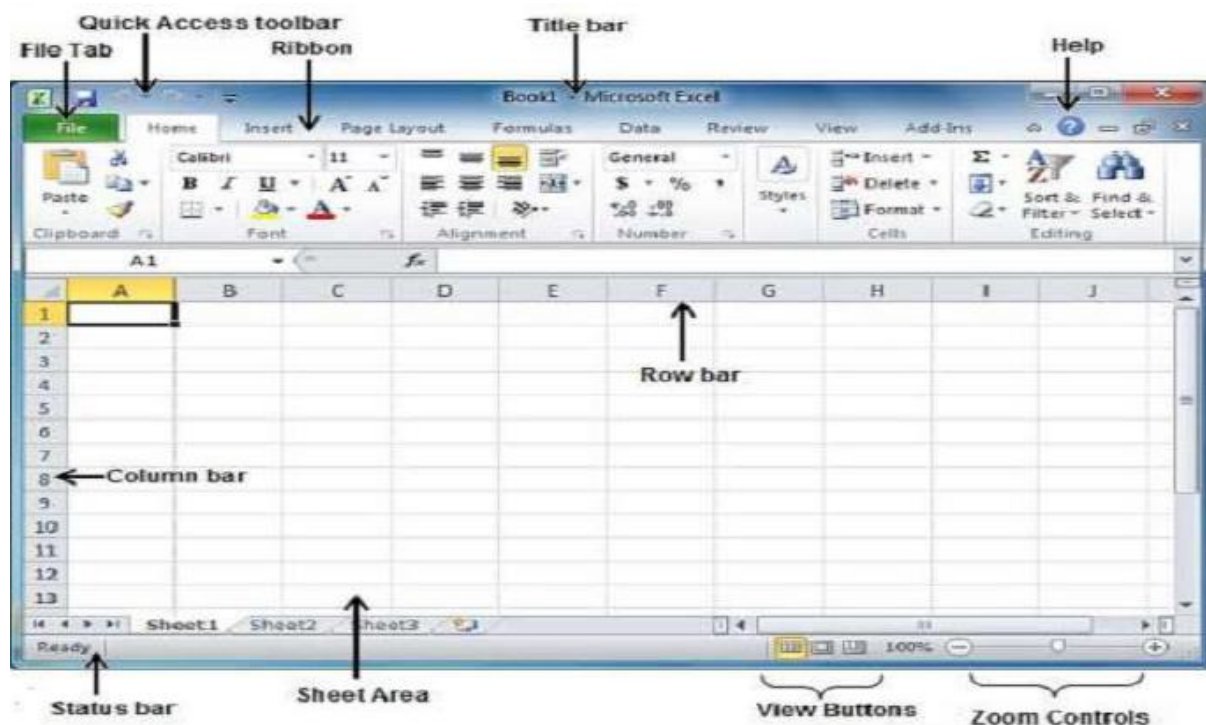 Quick Access toolbar Title bar
File Tab Ribbon Help
Book1 - Microsoft Excel
File Home Insert Page Layout Formulas Data Review View Add-Ins
Calibri 11 General Insert
B I U A A $ % , Delete
Paste Styles Sort & Find &
A Format Filter Select
Clipboard Font Alignment Number Cells Editing
A1 fx
A B C D E F G H I J
1
2
3
4 Row bar
5
6
7
8 Column bar
9
10
11
12
13
Sheet1 Sheet2 Sheet3
Ready 100%
Status bar Sheet Area View Buttons Zoom Controls